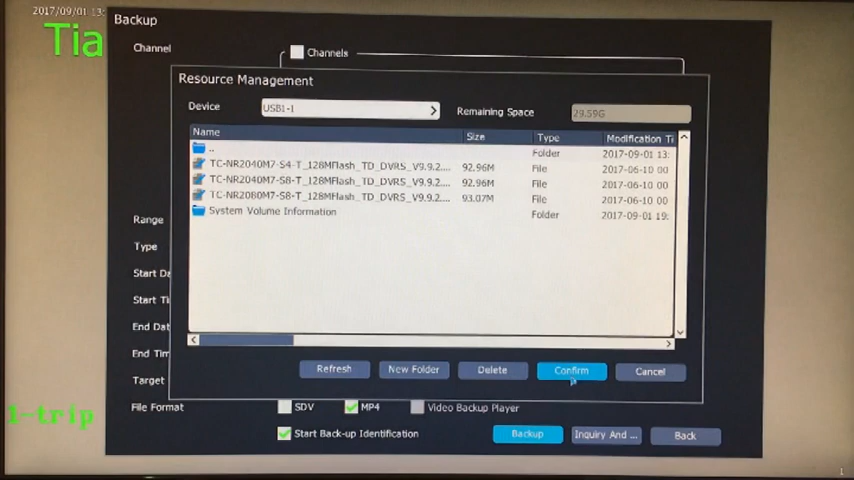 2017/09/01 13:
Tia
Backup
Channel
Channels
Resource Management
Device
USB1-1
Remaining Space
29.59G
Name Size Type Modification Ti
.. Folder 2017-09-01 13:
TC-NR2040M7-S4-T_128MFlash_TD_DVRS_V9.9.2.... 92.96M File 2017-06-10 00
TC-NR2040M7-S8-T_128MFlash_TD_DVRS_V9.9.2.... 92.96M File 2017-06-10 00
TC-NR2080M7-S8-T_128MFlash_TD_DVRS_V9.9.2.... 93.07M File 2017-06-10 00
System Volume Information Folder 2017-09-01 19:
Range
Type
Start Da
Start Ti
End Dat
End Tim
Target
Refresh New Folder Delete Confirm Cancel
1-trip
File Format SDV MP4 Video Backup Player
Start Back-up Identification
Backup Inquiry And ... Back
1